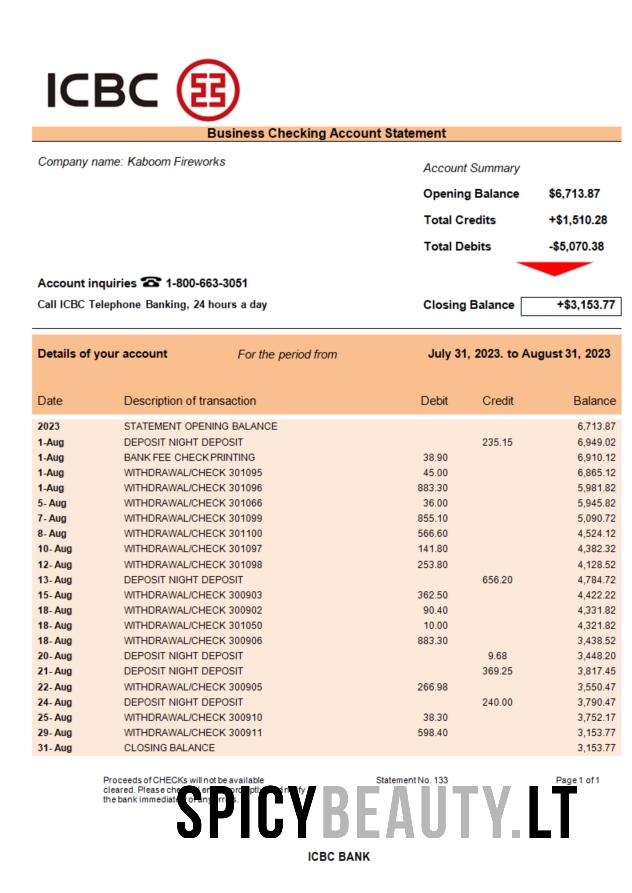 ICBC
Business Checking Account Statement
Company name: Kaboom Fireworks
Account Summary
Opening Balance $6,713.87
Total Credits +$1,510.28
Total Debits -$5,070.38
Account inquiries ☎ 1-800-663-3051
Call ICBC Telephone Banking, 24 hours a day
Closing Balance +$3,153.77
Details of your account For the period from July 31, 2023. to August 31, 2023
Date Description of transaction Debit Credit Balance
2023 STATEMENT OPENING BALANCE 6,713.87
1-Aug DEPOSIT NIGHT DEPOSIT 235.15 6,949.02
1-Aug BANK FEE CHECK PRINTING 38.90 6,910.12
1-Aug WITHDRAWAL/CHECK 301095 45.00 6,865.12
1-Aug WITHDRAWAL/CHECK 301096 883.30 5,981.82
5- Aug WITHDRAWAL/CHECK 301066 36.00 5,945.82
7- Aug WITHDRAWAL/CHECK 301099 855.10 5,090.72
8- Aug WITHDRAWAL/CHECK 301100 566.60 4,524.12
10- Aug WITHDRAWAL/CHECK 301097 141.80 4,382.32
12- Aug WITHDRAWAL/CHECK 301098 253.80 4,128.52
13- Aug DEPOSIT NIGHT DEPOSIT 656.20 4,784.72
15- Aug WITHDRAWAL/CHECK 300903 362.50 4,422.22
18- Aug WITHDRAWAL/CHECK 300902 90.40 4,331.82
18- Aug WITHDRAWAL/CHECK 301050 10.00 4,321.82
18- Aug WITHDRAWAL/CHECK 300906 883.30 3,438.52
20- Aug DEPOSIT NIGHT DEPOSIT 9.68 3,448.20
21- Aug DEPOSIT NIGHT DEPOSIT 369.25 3,817.45
22- Aug WITHDRAWAL/CHECK 300905 266.98 3,550.47
24- Aug DEPOSIT NIGHT DEPOSIT 240.00 3,790.47
25- Aug WITHDRAWAL/CHECK 300910 38.30 3,752.17
29- Aug WITHDRAWAL/CHECK 300911 598.40 3,153.77
31- Aug CLOSING BALANCE 3,153.77
Proceeds of CHECKs will not be available Statement No. 133 Page 1 of 1
cleared. Please
the bank
SPICYBEAUTY.LT
ICBC BANK